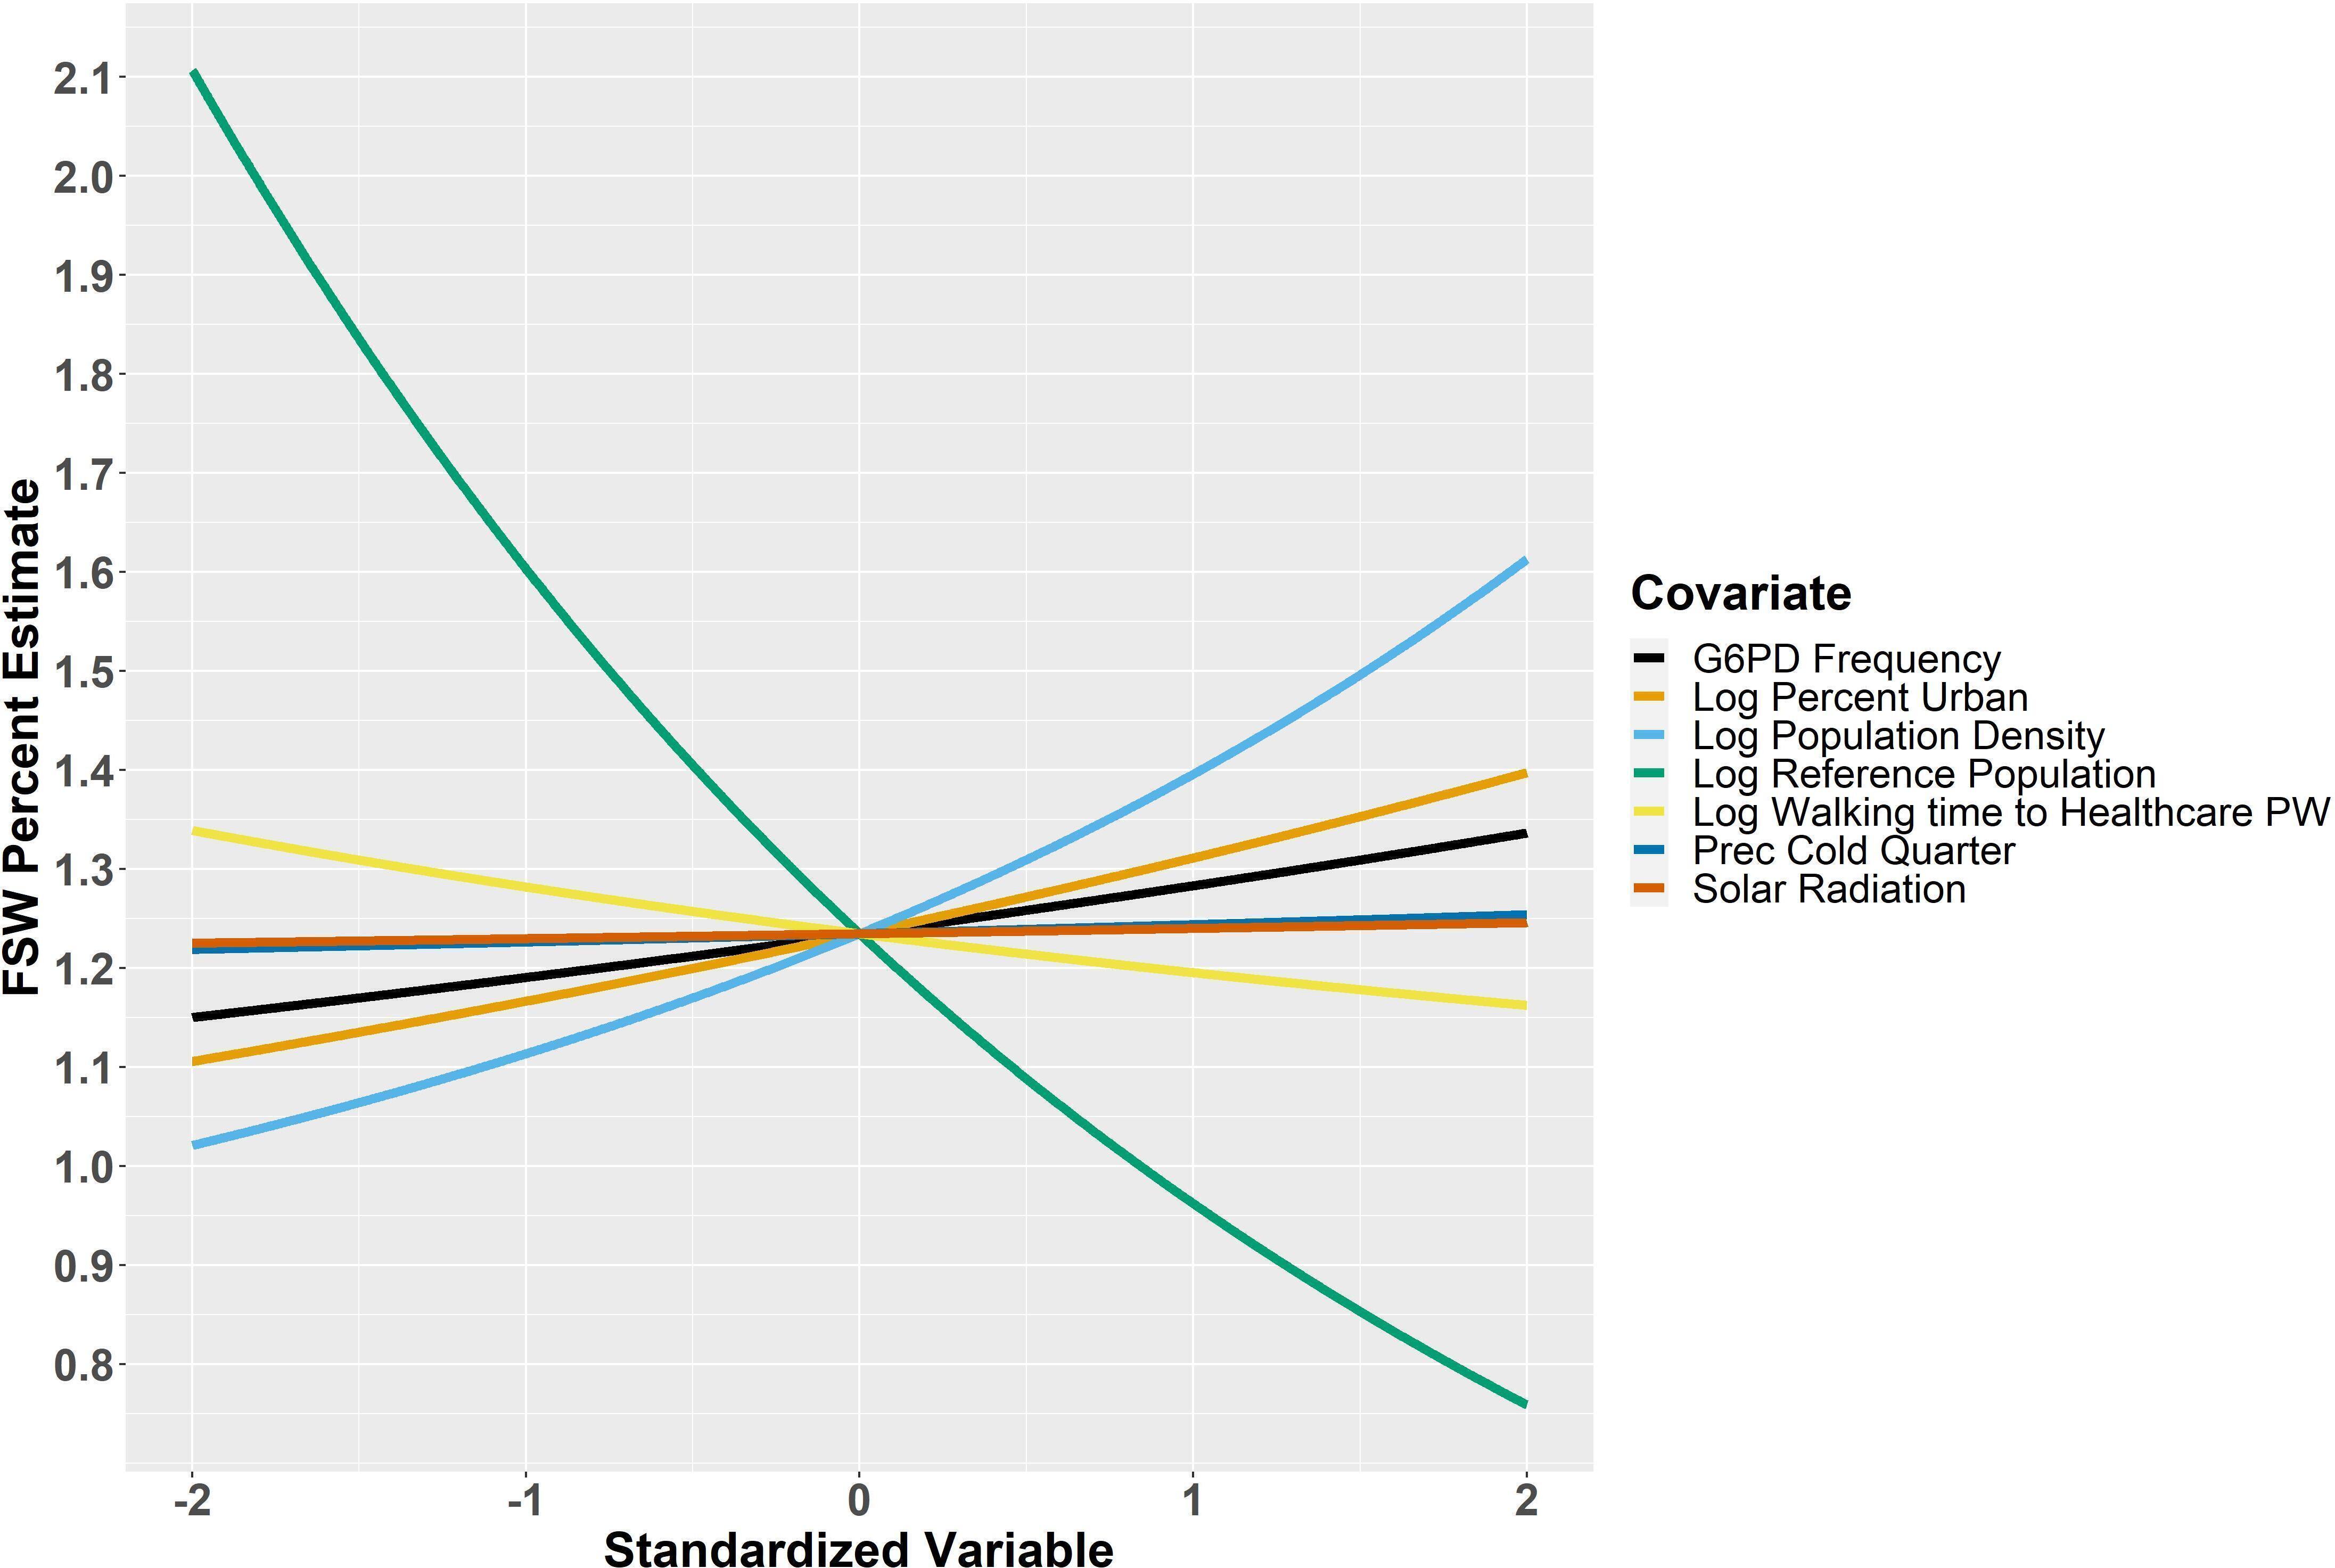 FSW Percent Estimate
2.1
2.0
1.9
1.8
1.7
1.6
1.5
1.4
1.3
1.2
1.1
1.0
0.9
0.8
-2
-1
0
1
2
Standardized Variable
Covariate
G6PD Frequency
Log Percent Urban
Log Population Density
Log Reference Population
Log Walking time to Healthcare PW
Prec Cold Quarter
Solar Radiation